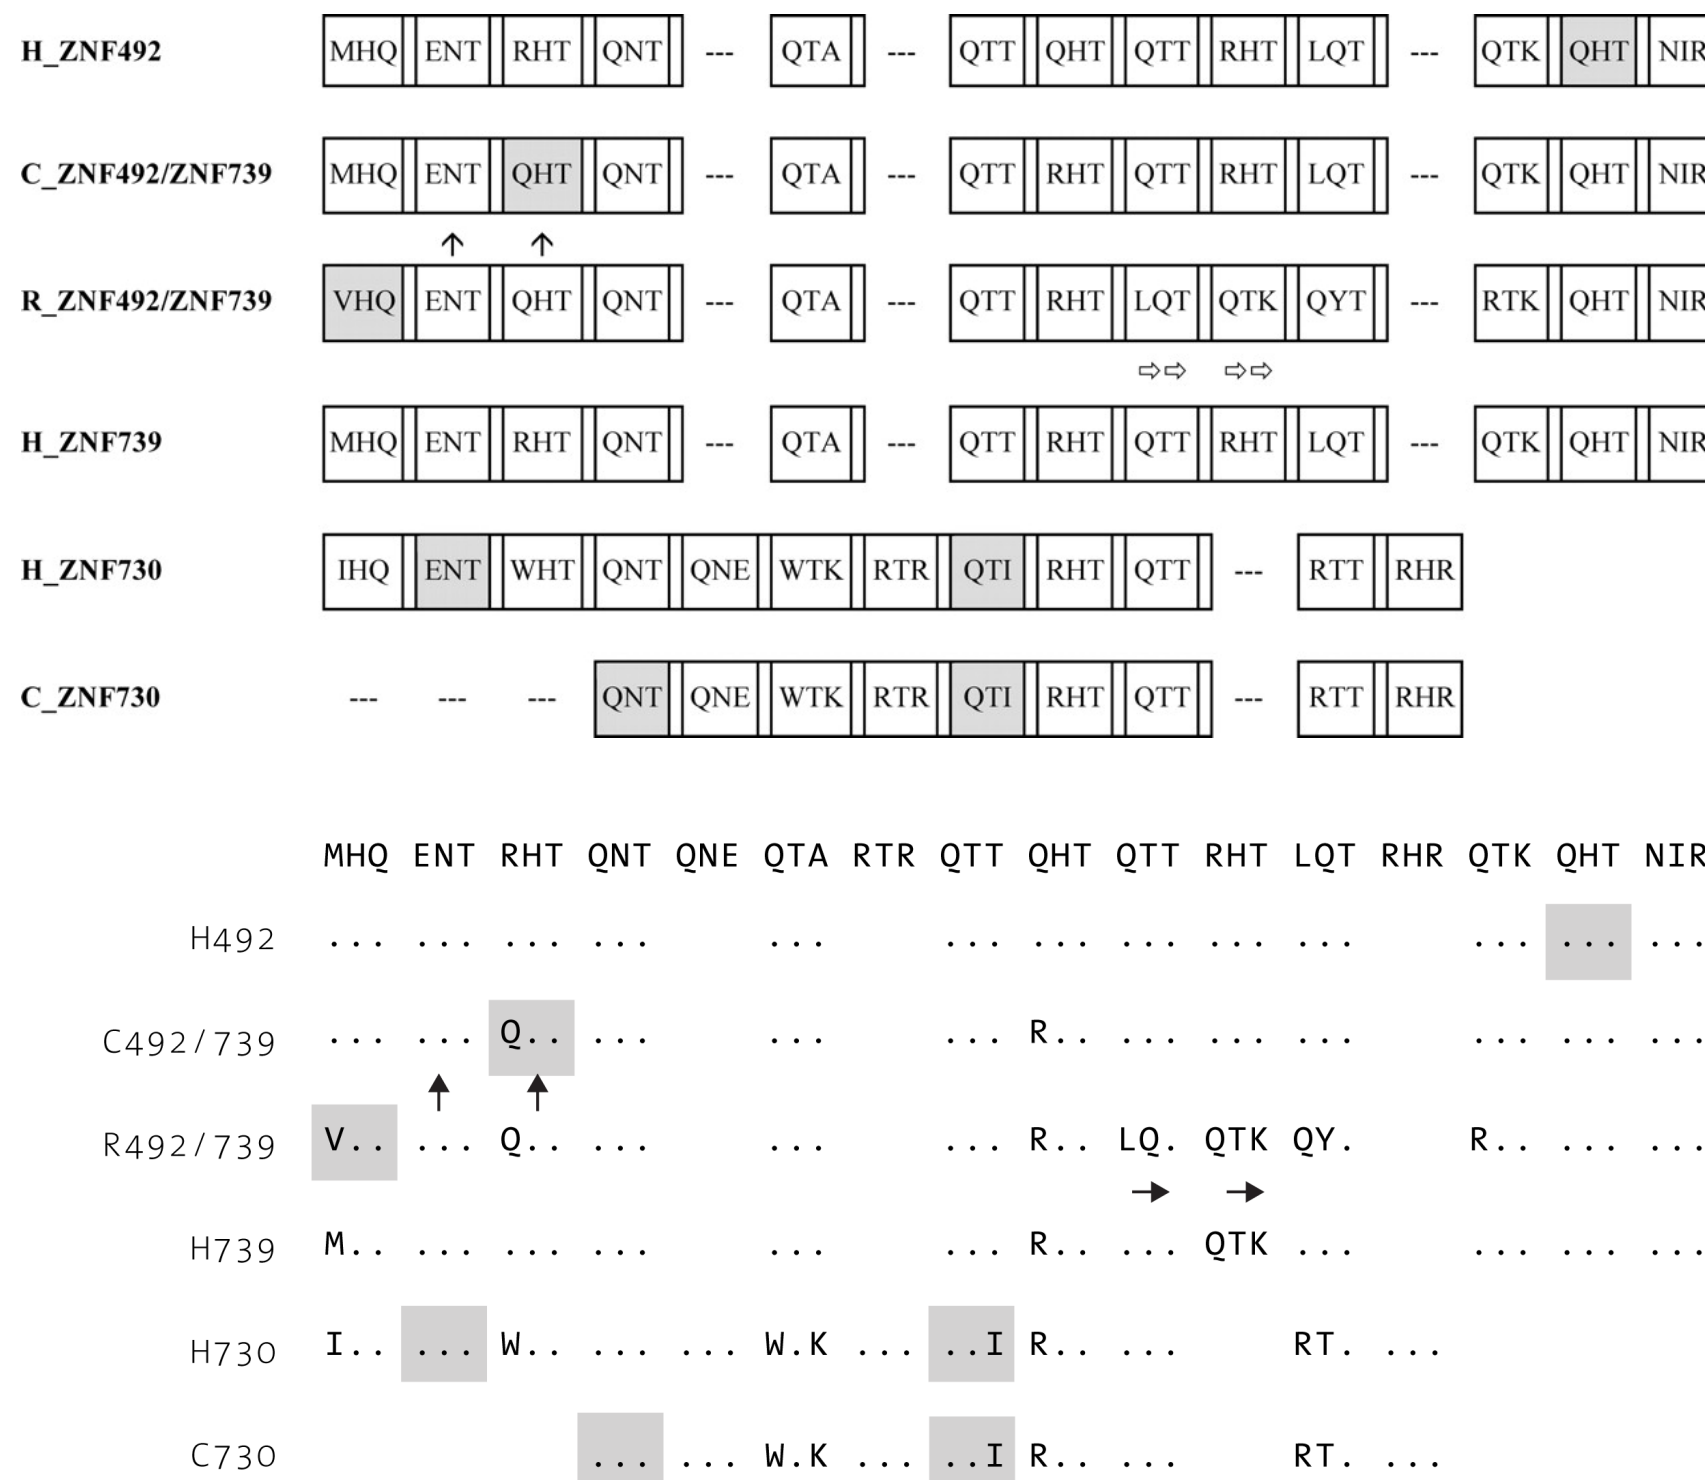 H_ZNF492 MHQ ENT RHT QNT --- QTA --- QTT QHT QTT RHT LQT --- QTK QHT NIR
C_ZNF492/ZNF739 MHQ ENT QHT QNT --- QTA --- QTT RHT QTT RHT LQT --- QTK QHT NIR
R_ZNF492/ZNF739 VHQ ENT QHT QNT --- QTA --- QTT RHT LQT QTK QYT --- RTK QHT NIR
H_ZNF739 MHQ ENT RHT QNT --- QTA --- QTT RHT QTT RHT LQT --- QTK QHT NIR
H_ZNF730 IHQ ENT WHT QNT QNE WTK RTR QTI RHT QTT --- RTT RHR
C_ZNF730 --- --- --- QNT QNE WTK RTR QTI RHT QTT --- RTT RHR
MHQ ENT RHT QNT QNE QTA RTR QTT QHT QTT RHT LQT RHR QTK QHT NIR
H492 ... ... ... ... ... ... ... ... ... ... ... ... ...
C492/739 ... ... Q.. ... ... ... R.. ... ... ... ... ... ...
R492/739 V.. ... Q.. ... ... ... R.. LQ. QTK QY. R.. ... ...
H739 M.. ... ... ... ... ... R.. ... QTK ... ... ... ...
H730 I.. ... W.. ... ... W.K ... ..I R.. ... RT. ...
C730 ... ... W.K ... ..I R.. ... RT. ...